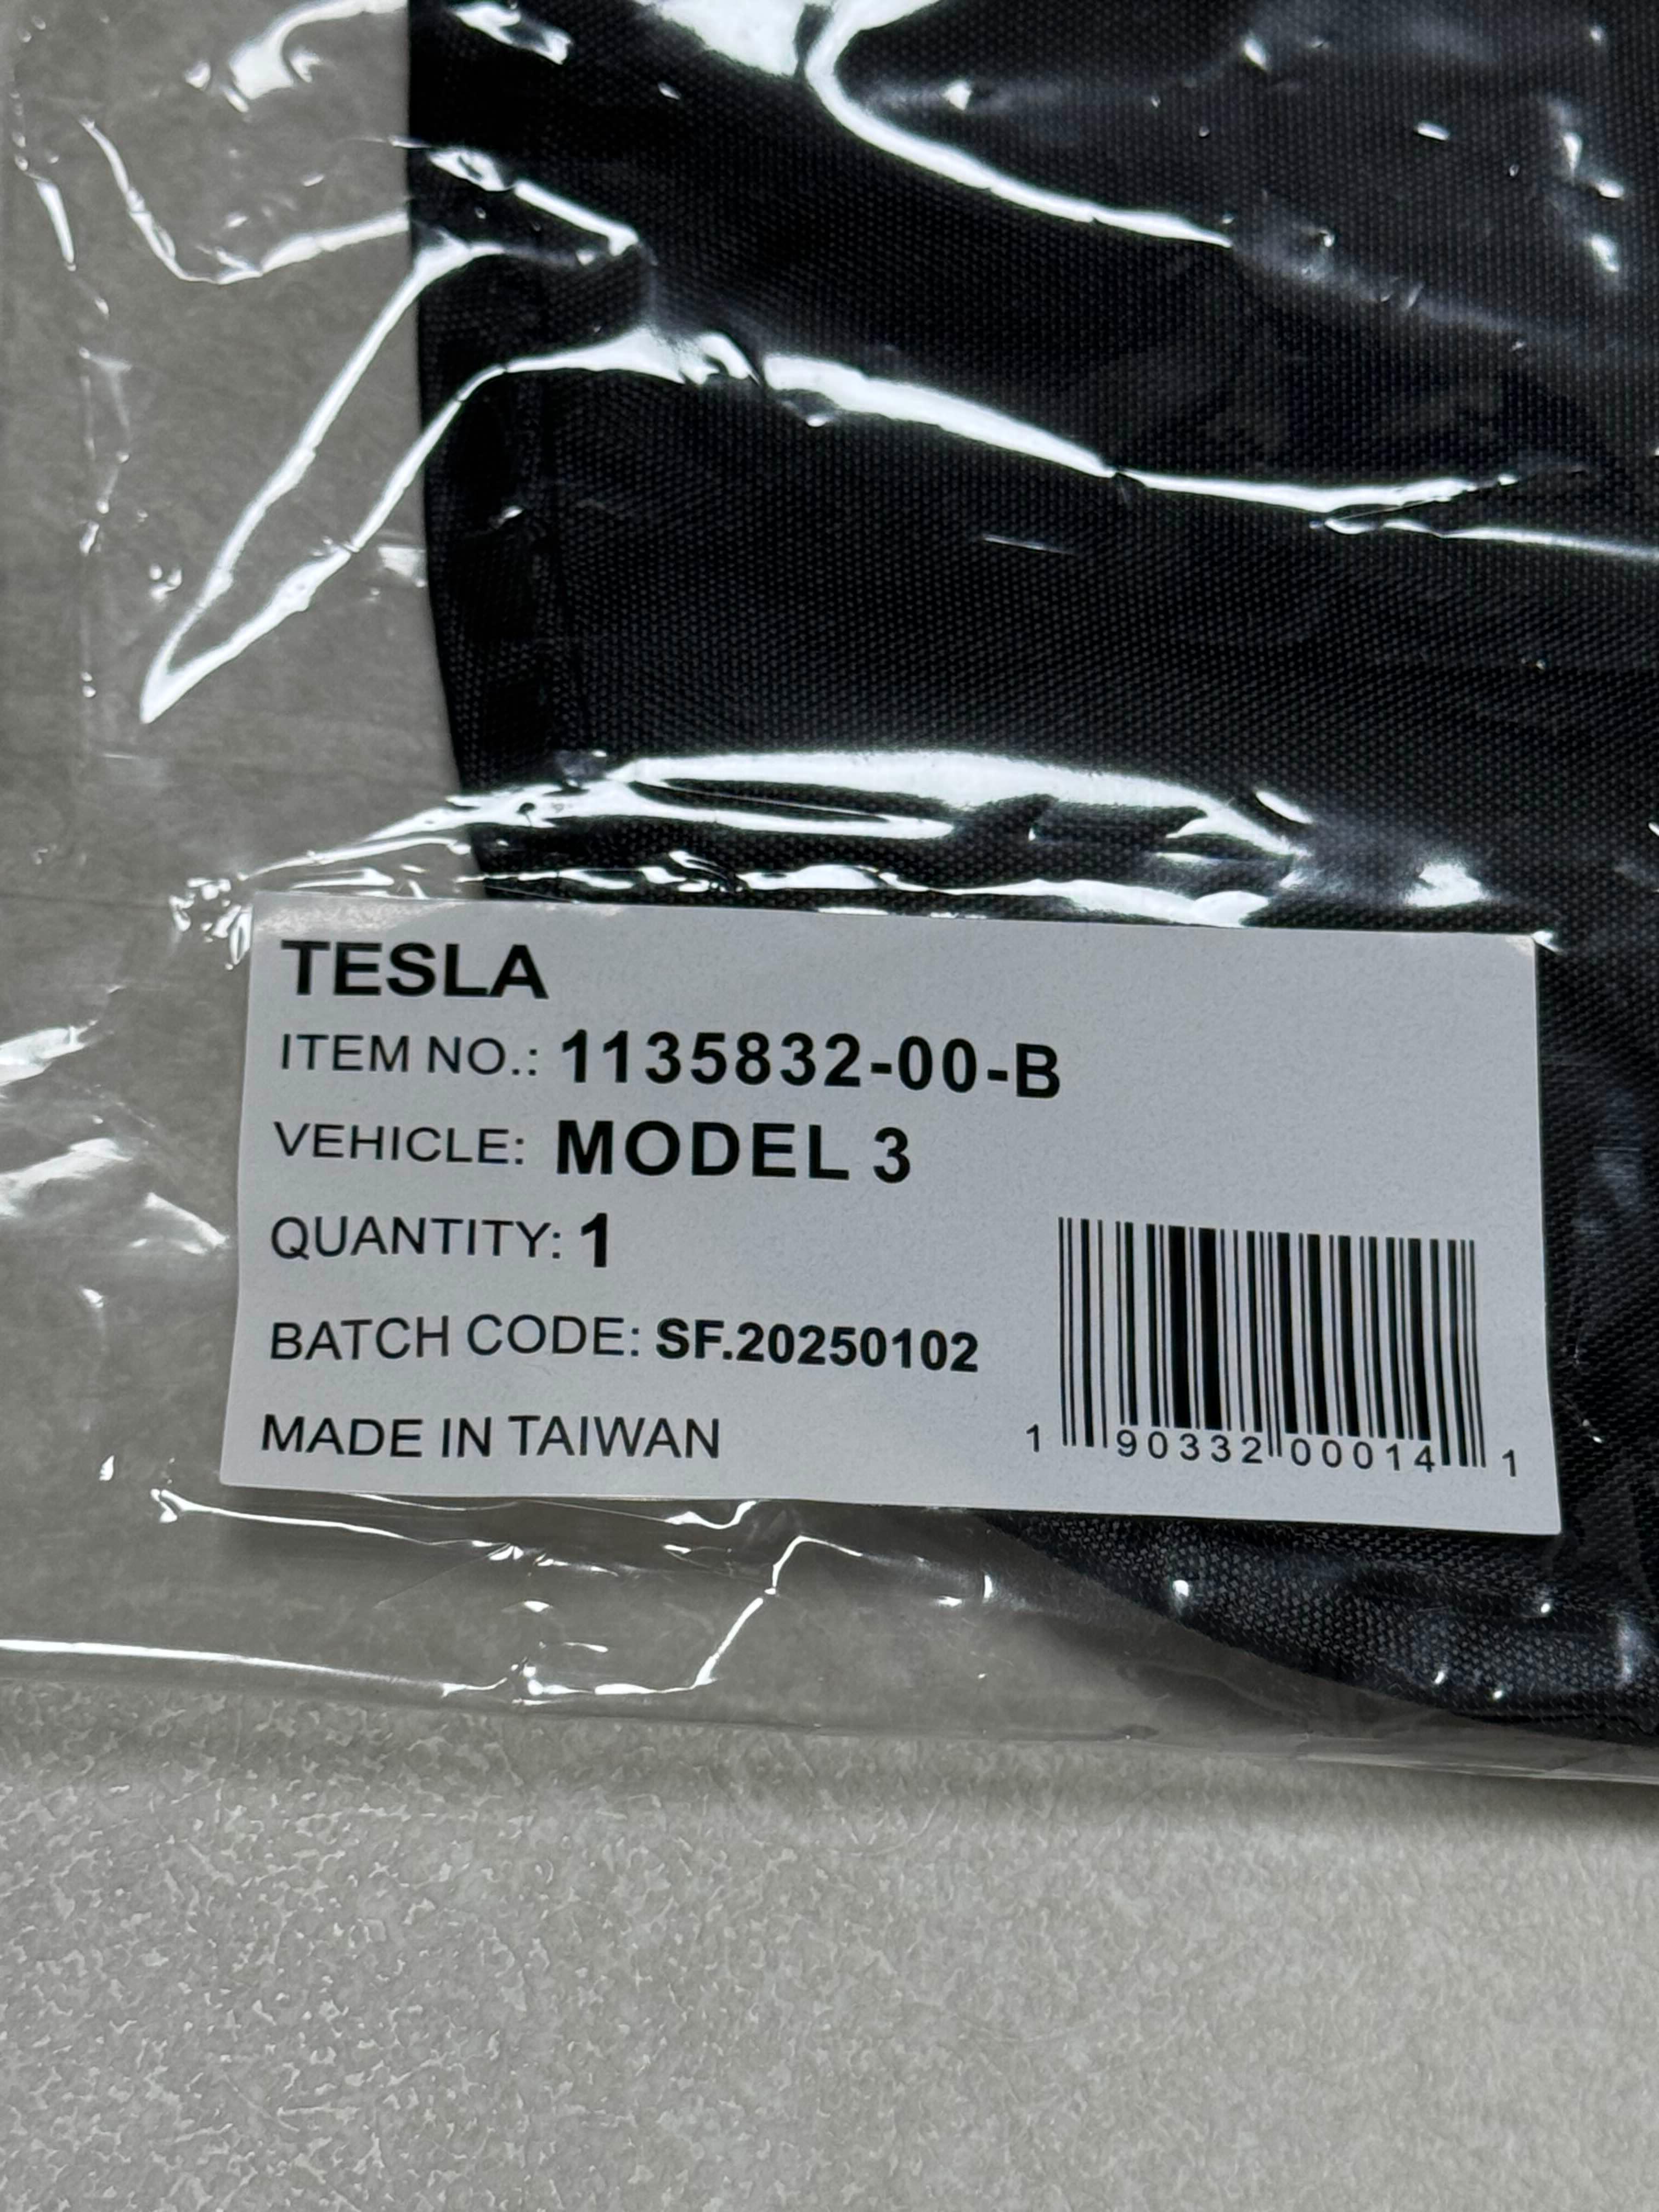 TESLA
ITEM NO.: 1135832-00-B
VEHICLE: MODEL 3
QUANTITY: 1
BATCH CODE: SF.20250102
MADE IN TAIWAN
1 90332 00014 1